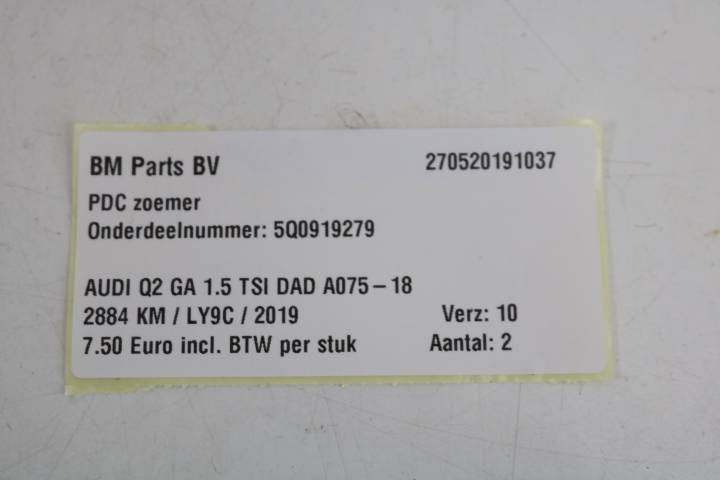 BM Parts BV 270520191037
PDC zoemer
Onderdeelnummer: 5Q0919279
AUDI Q2 GA 1.5 TSI DAD A075-18
2884 KM / LY9C / 2019 Verz: 10
7.50 Euro incl. BTW per stuk Aantal: 2